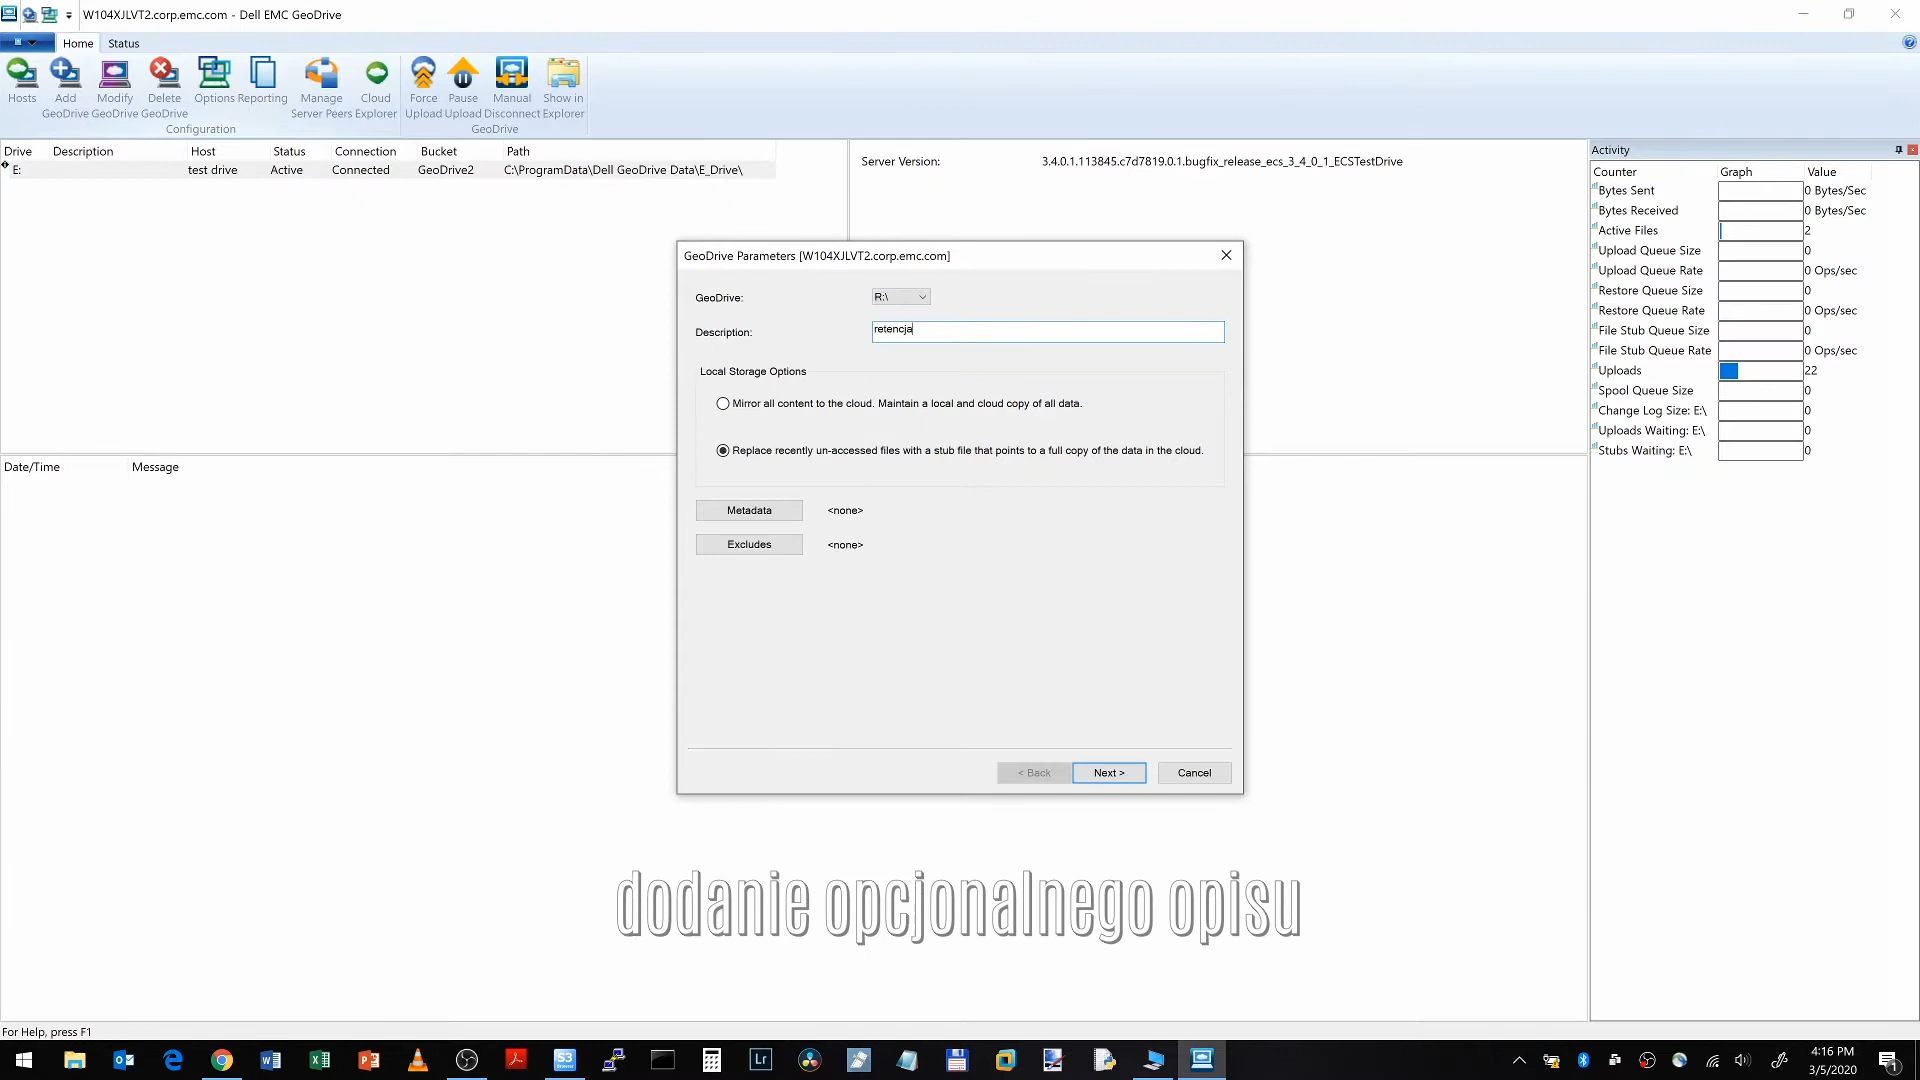 W104XJLVT2.corp.emc.com - Dell EMC GeoDrive
Home Status
Hosts
Add GeoDrive
Modify GeoDrive
Delete GeoDrive
Options
Reporting
Manage Server Peers
Cloud Explorer
Configuration
Force Upload
Pause Upload
Manual Disconnect
Show in Explorer
GeoDrive
Drive Description Host Status Connection Bucket Path
E: test drive Active Connected GeoDrive2 C:\ProgramData\Dell GeoDrive Data\E_Drive\
Server Version: 3.4.0.1.113845.c7d7819.0.1.bugfix_release_ecs_3_4_0_1_ECSTestDrive
Date/Time Message
GeoDrive Parameters [W104XJLVT2.corp.emc.com]
GeoDrive: R:\
Description: retencja
Local Storage Options
Mirror all content to the cloud. Maintain a local and cloud copy of all data.
Replace recently un-accessed files with a stub file that points to a full copy of the data in the cloud.
Metadata <none>
Excludes <none>
< Back Next > Cancel
Activity
Counter Graph Value
Bytes Sent 0 Bytes/Sec
Bytes Received 0 Bytes/Sec
Active Files 2
Upload Queue Size 0
Upload Queue Rate 0 Ops/sec
Restore Queue Size 0
Restore Queue Rate 0 Ops/sec
File Stub Queue Size 0
File Stub Queue Rate 0 Ops/sec
Uploads 22
Spool Queue Size 0
Change Log Size: E:\ 0
Uploads Waiting: E:\ 0
Stubs Waiting: E:\ 0
dodanie opcjonalnego opisu
For Help, press F1
S3
Browser
Lr
4:16 PM
3/5/2020
1